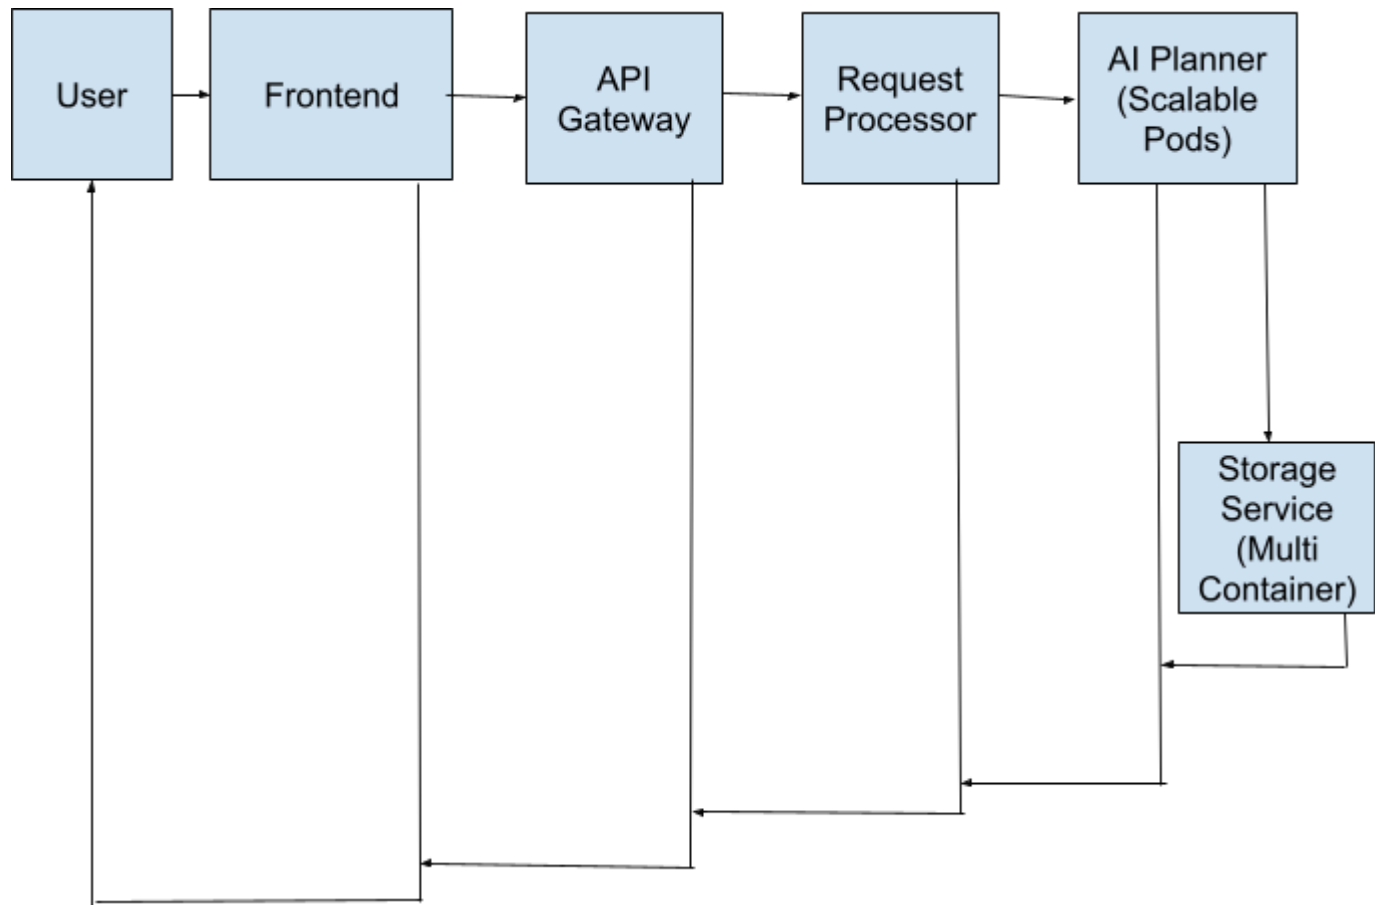 User
Frontend
API
Gateway
Request
Processor
AI Planner
(Scalable
Pods)
Storage
Service
(Multi
Container)